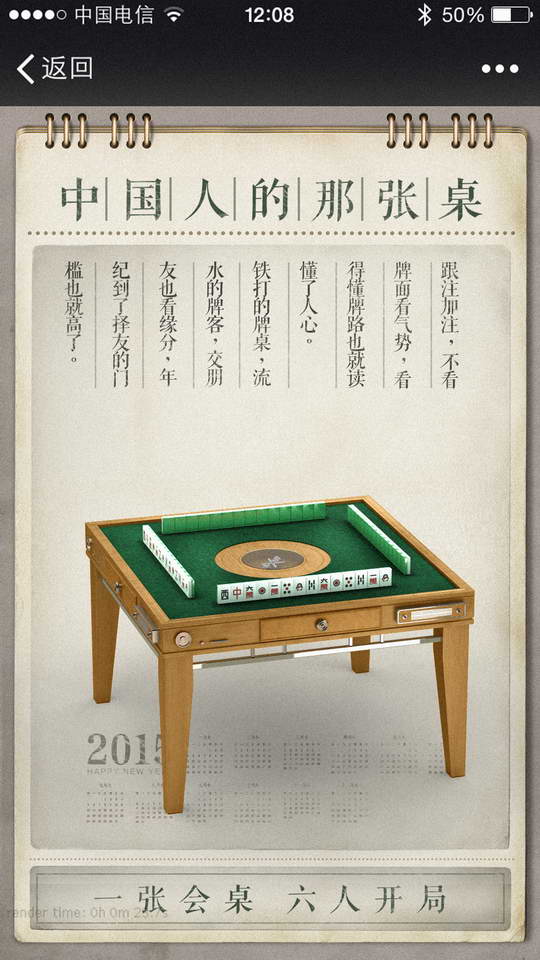 中国电信
12:08
50%
返回
中国人的那张桌
跟注加注，不看
牌面看气势，看
得懂牌路也就读
懂了人心。
铁打的牌桌，流
水的牌客，交朋
友也看缘分，年
纪到了择友的门
槛也就高了。
2015
HAPPY NEW YE
一张会桌 六人开局
render time: 0h 0m 25.7s